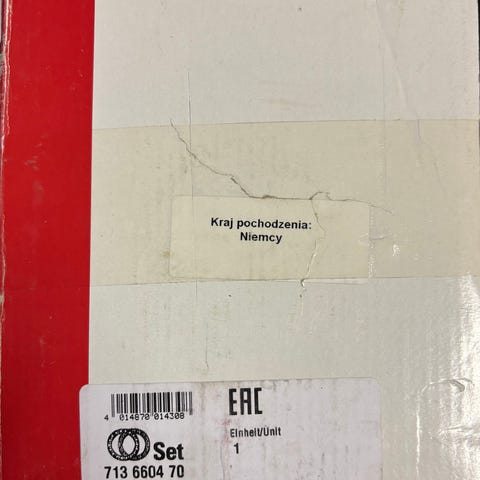 Kraj pochodzenia:
Niemcy
4 014870 014308
EAC
Einheit/Unit
1
Set
713 6604 70